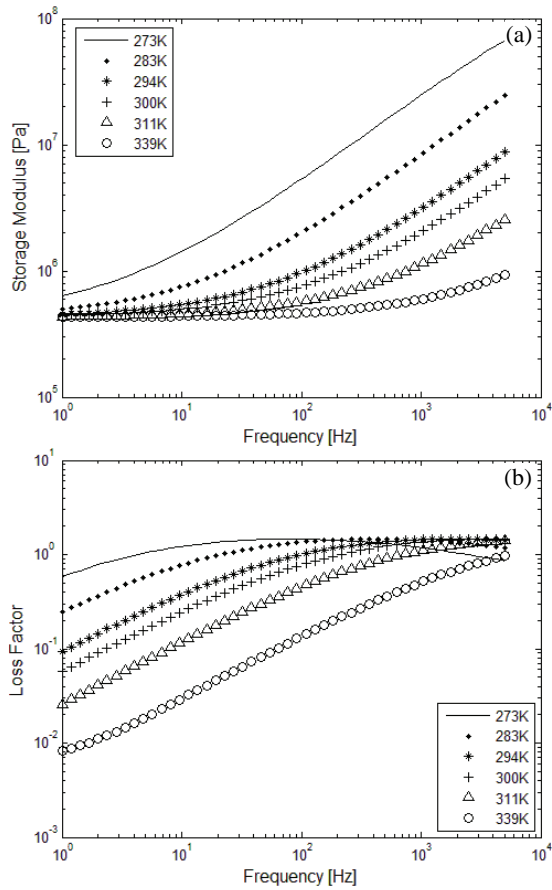 (a)
273K
283K
294K
300K
311K
339K
Storage Modulus [Pa]
10^8
10^7
10^6
10^5
10^0
10^1
10^2
10^3
10^4
Frequency [Hz]
(b)
Loss Factor
10^1
10^0
10^-1
10^-2
10^-3
273K
283K
294K
300K
311K
339K
10^0
10^1
10^2
10^3
10^4
Frequency [Hz]